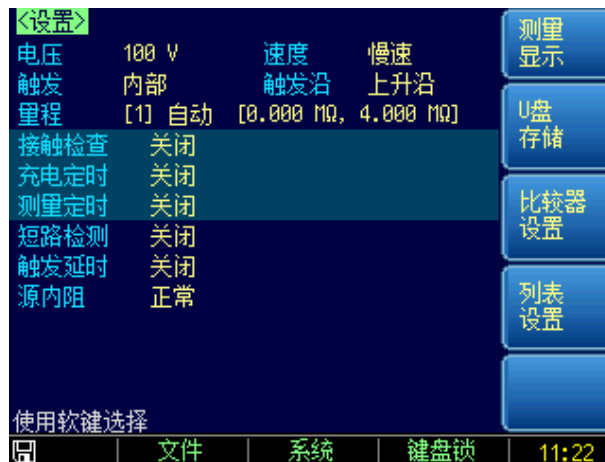 <设置>
电压 100 V 速度 慢速
触发 内部 触发沿 上升沿
量程 [1] 自动 [0.000 MΩ, 4.000 MΩ]
接触检查 关闭
充电定时 关闭
测量定时 关闭
短路检测 关闭
触发延时 关闭
源内阻 正常
使用软键选择
测量
显示
U盘
存储
比较器
设置
列表
设置
文件 系统 键盘锁 11:22